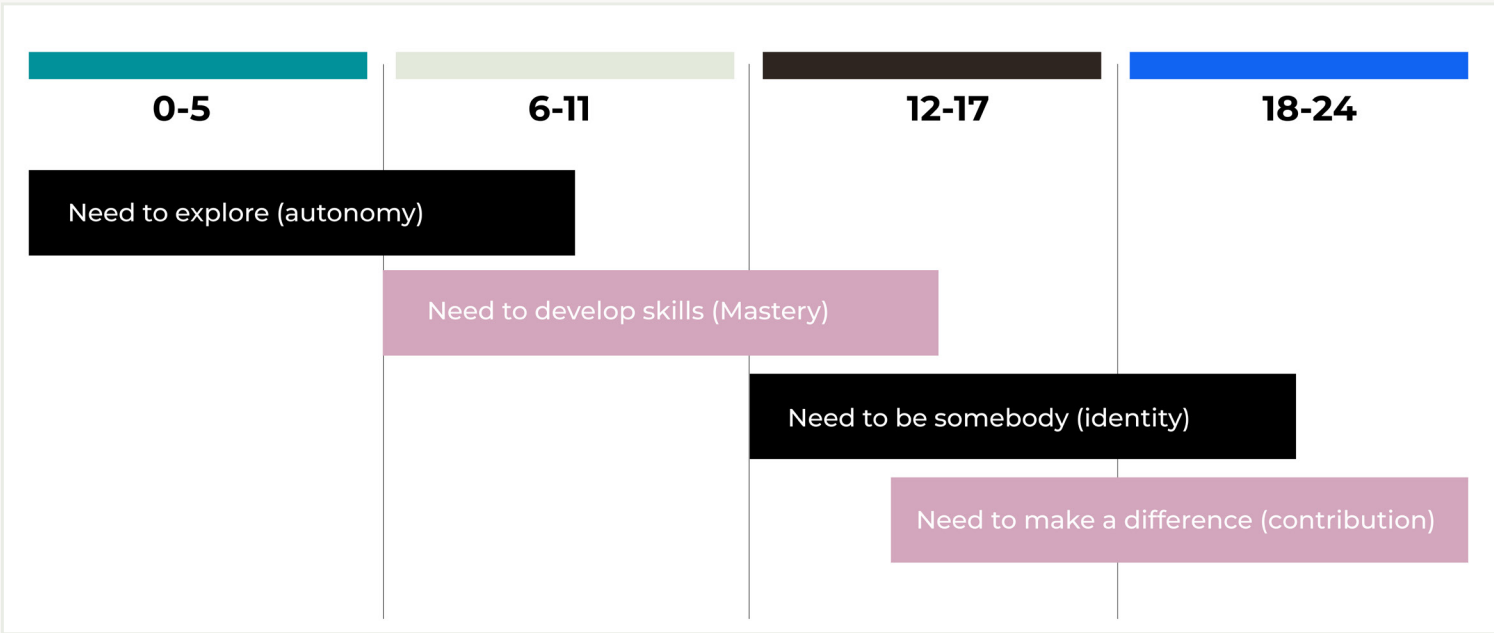 0-5
6-11
12-17
18-24
Need to explore (autonomy)
Need to develop skills (Mastery)
Need to be somebody (identity)
Need to make a difference (contribution)